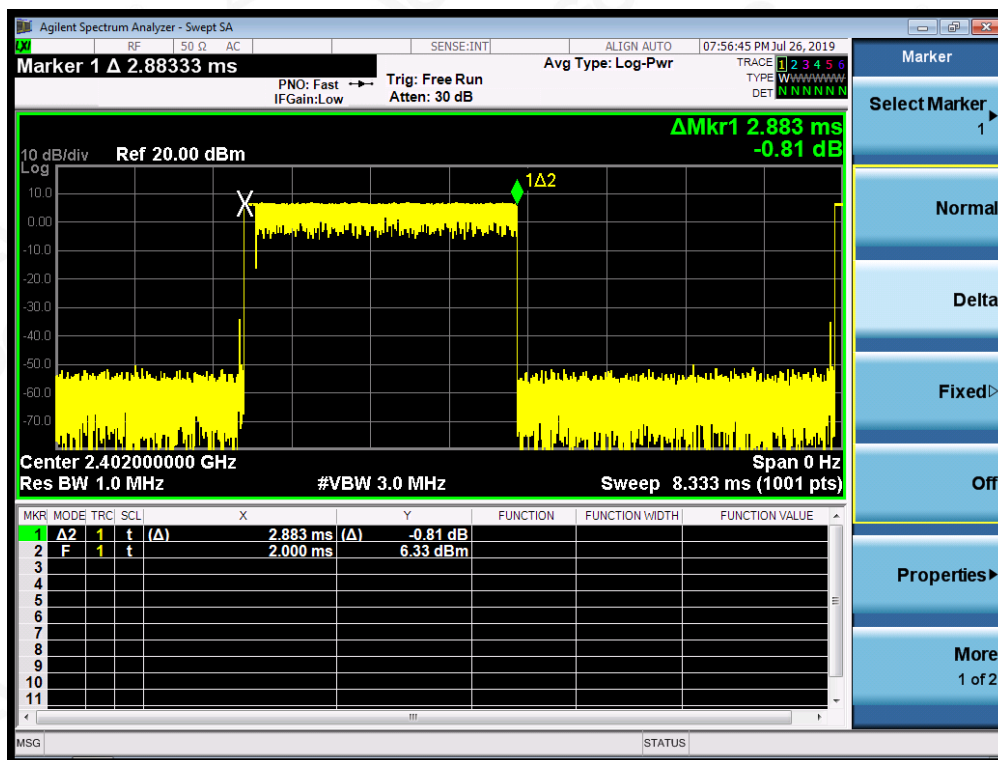 Agilent Spectrum Analyzer - Swept SA
LXI RF 50 Ω AC SENSE:INT ALIGN AUTO 07:56:45 PM Jul 26, 2019
Marker 1 Δ 2.88333 ms
PNO: Fast
IFGain:Low
Trig: Free Run
Atten: 30 dB
Avg Type: Log-Pwr
TRACE 1 2 3 4 5 6
TYPE WWWWWWW
DET N N N N N N
ΔMkr1 2.883 ms
-0.81 dB
10 dB/div Ref 20.00 dBm
Log
10.0
0.00
-10.0
-20.0
-30.0
-40.0
-50.0
-60.0
-70.0
1Δ2
Center 2.402000000 GHz Span 0 Hz
Res BW 1.0 MHz #VBW 3.0 MHz Sweep 8.333 ms (1001 pts)
MKR MODE TRC SCL X Y FUNCTION FUNCTION WIDTH FUNCTION VALUE
1 Δ2 1 t (Δ) 2.883 ms (Δ) -0.81 dB
2 F 1 t 2.000 ms 6.33 dBm
3
4
5
6
7
8
9
10
11
MSG STATUS
Marker
Select Marker
1
Normal
Delta
Fixed
Off
Properties
More
1 of 2